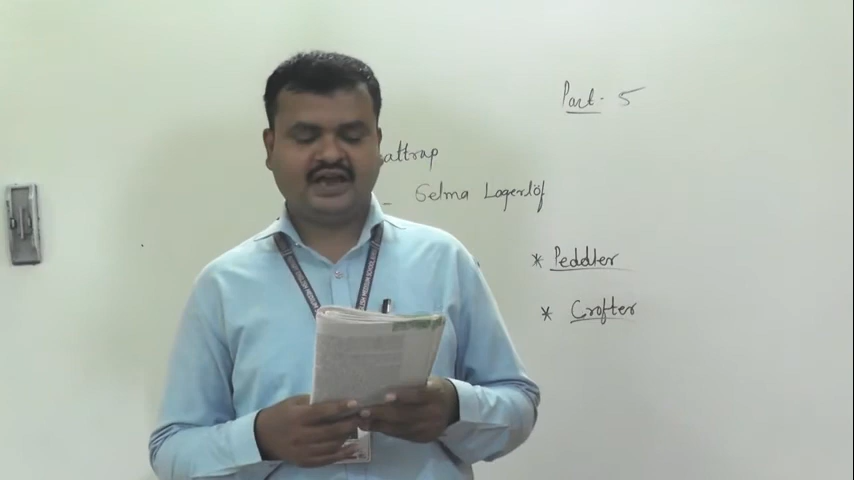 Part - 5
attrap
- Selma Lagerlöf
* Peddler
* Crofter